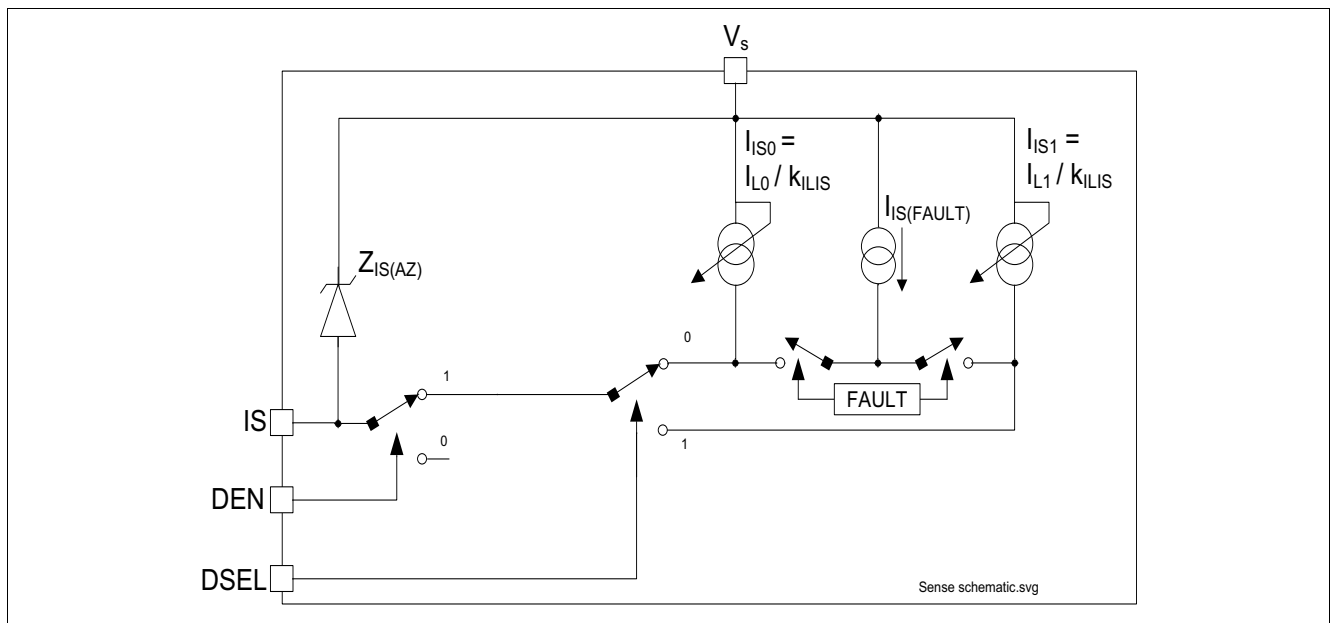 Vs
IIS0 =
IL0 / kILIS
IIS1 =
IL1 / kILIS
IIS(FAULT)
ZIS(AZ)
0
1
FAULT
IS
0
1
DEN
DSEL
Sense schematic.svg